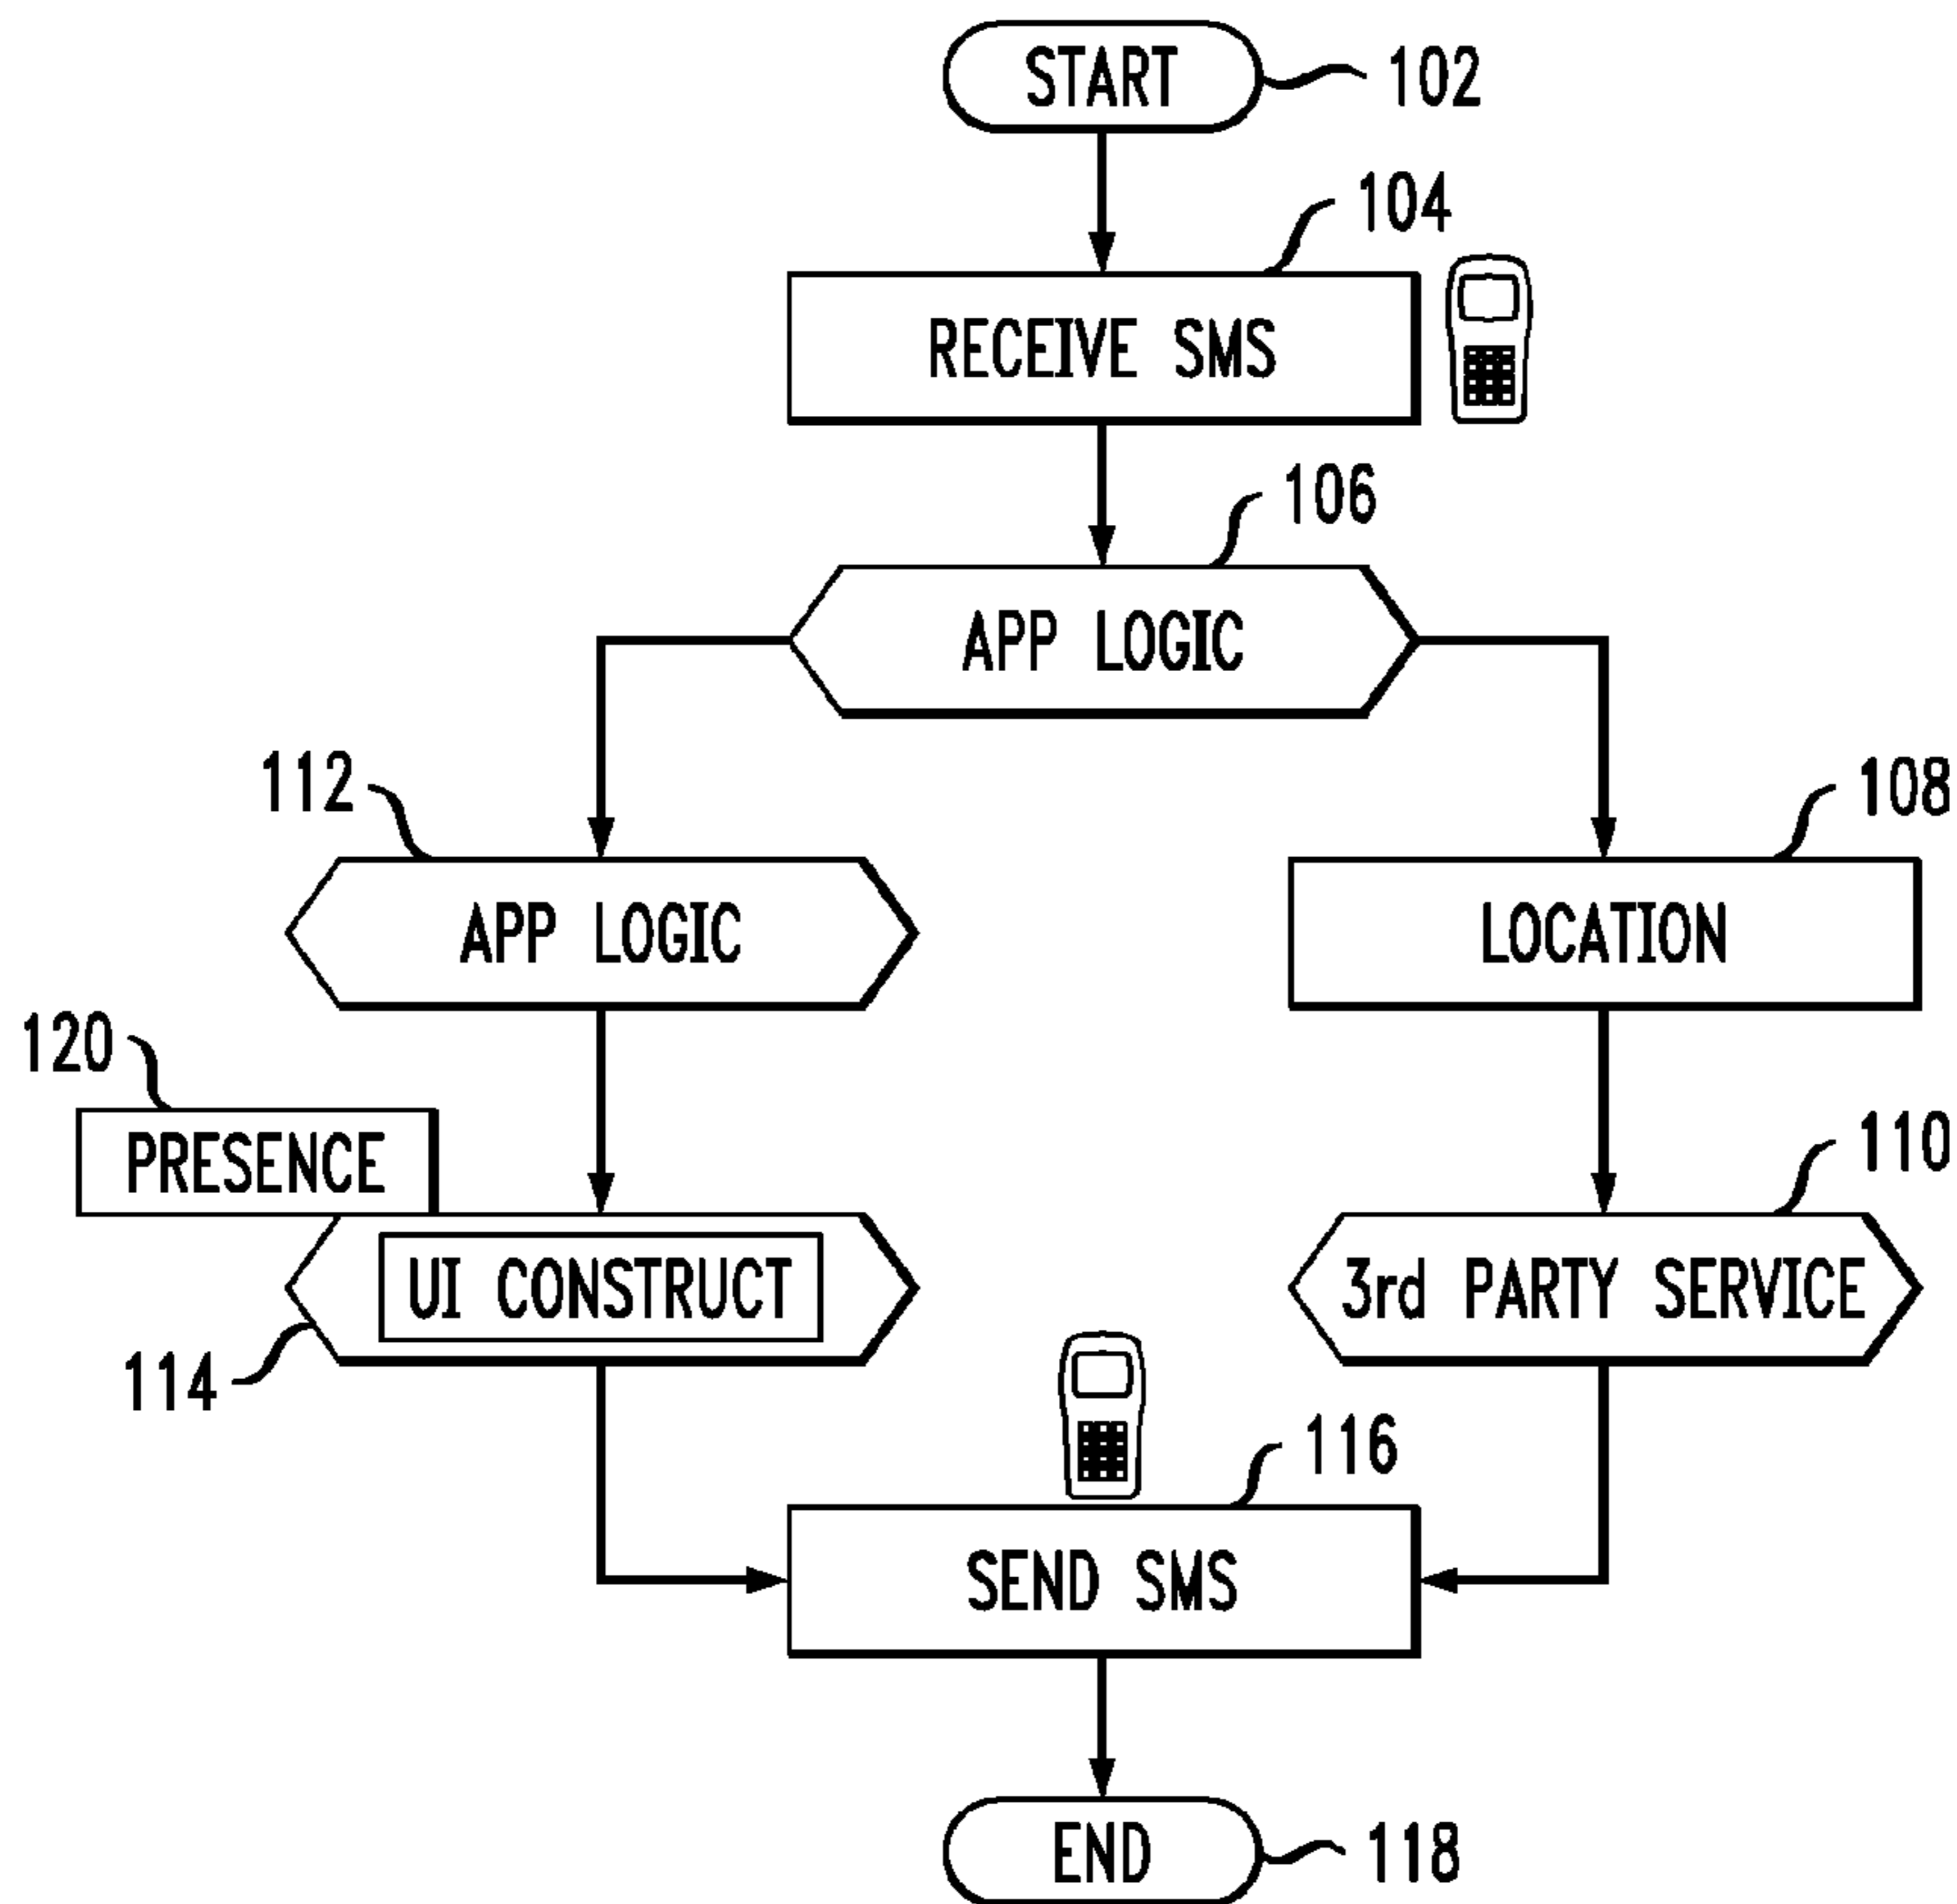 START
102
104
RECEIVE SMS
106
APP LOGIC
112
108
APP LOGIC
LOCATION
120
PRESENCE
110
UI CONSTRUCT
3rd PARTY SERVICE
114
116
SEND SMS
END
118